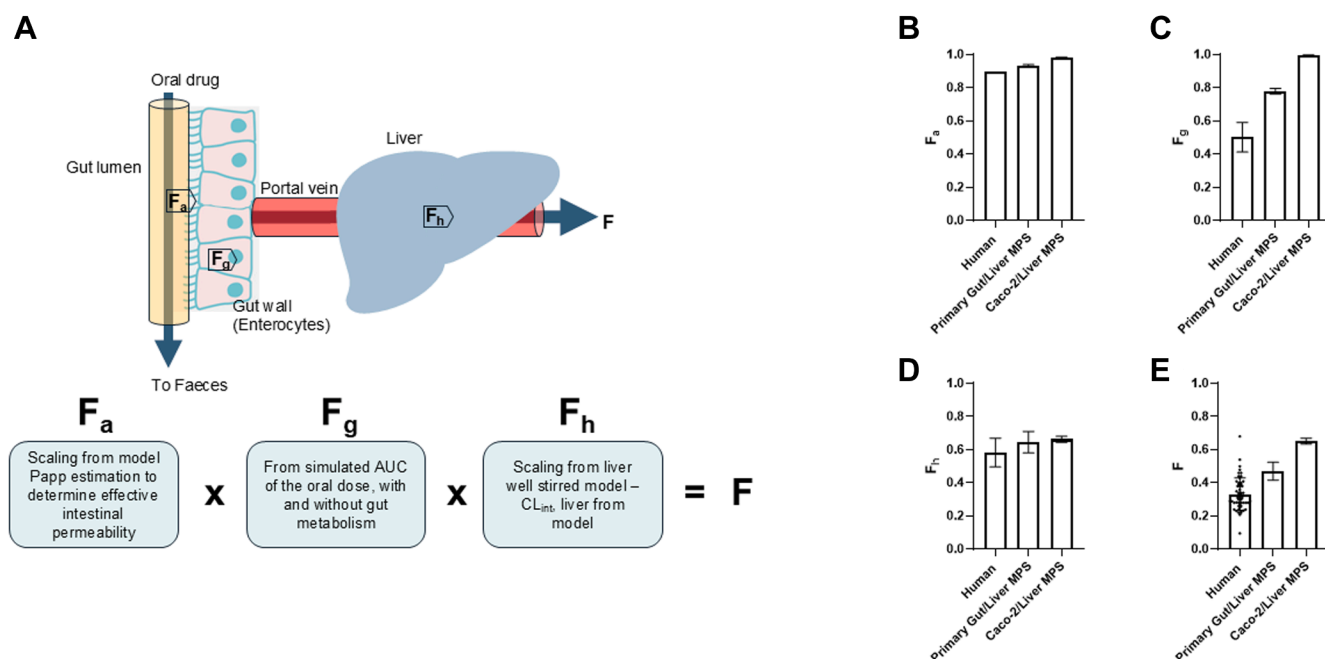 A
Oral drug
Gut lumen
Liver
Portal vein
Fa
Fh
F
Fg
Gut wall
(Enterocytes)
To Faeces
Fa
Fg
Fh
Scaling from model
Papp estimation to
determine effective
intestinal
permeability
x
From simulated AUC
of the oral dose, with
and without gut
metabolism
x
Scaling from liver
well stirred model –
CLint, liver from
model
= F
B
1.0
0.8
0.6
0.4
0.2
0.0
Fa
Human
Primary Gut/Liver MPS
Caco-2/Liver MPS
C
1.0
0.8
0.6
0.4
0.2
0.0
Fg
Human
Primary Gut/Liver MPS
Caco-2/Liver MPS
D
1.0
0.8
0.6
0.4
0.2
0.0
Fh
Human
Primary Gut/Liver MPS
Caco-2/Liver MPS
E
1.0
0.8
0.6
0.4
0.2
0.0
F
Human
Primary Gut/Liver MPS
Caco-2/Liver MPS